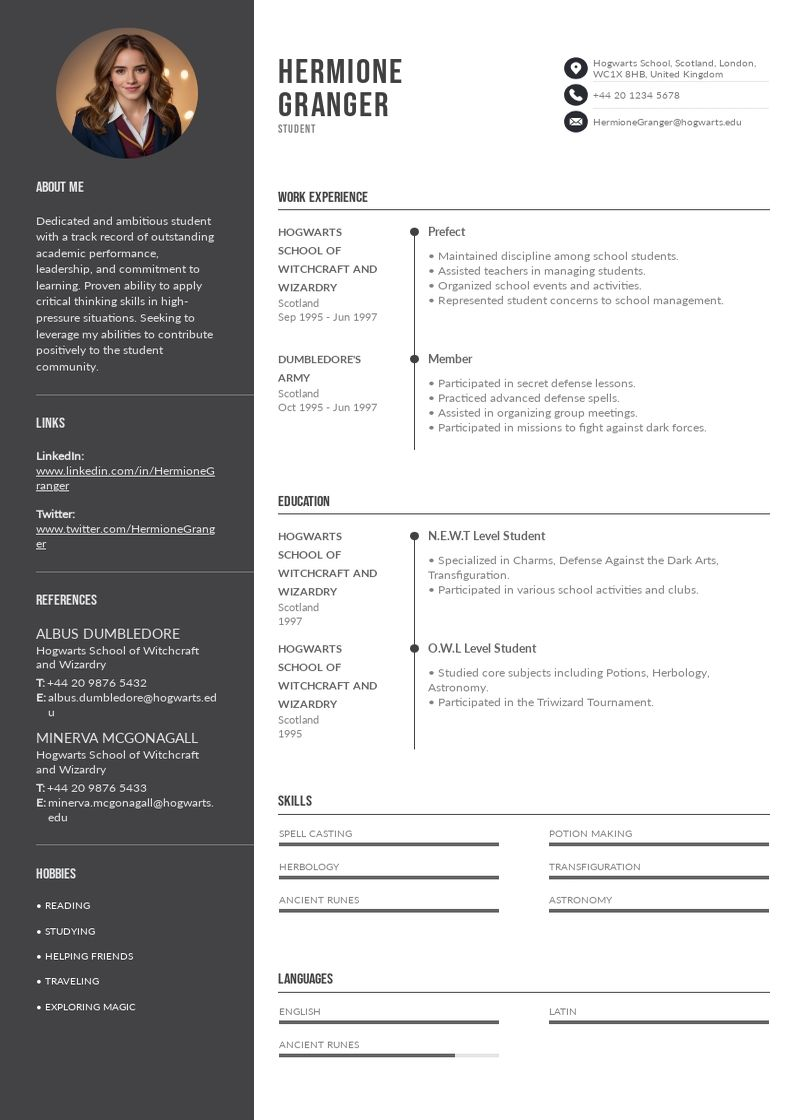 HERMIONE
GRANGER
STUDENT
Hogwarts School, Scotland, London,
WC1X 8HB, United Kingdom
+44 20 1234 5678
HermioneGranger@hogwarts.edu
ABOUT ME
Dedicated and ambitious student
with a track record of outstanding
academic performance,
leadership, and commitment to
learning. Proven ability to apply
critical thinking skills in high-
pressure situations. Seeking to
leverage my abilities to contribute
positively to the student
community.
LINKS
LinkedIn:
www.linkedin.com/in/HermioneG
ranger
Twitter:
www.twitter.com/HermioneGrang
er
REFERENCES
ALBUS DUMBLEDORE
Hogwarts School of Witchcraft
and Wizardry
T: +44 20 9876 5432
E: albus.dumbledore@hogwarts.ed
u
MINERVA MCGONAGALL
Hogwarts School of Witchcraft
and Wizardry
T: +44 20 9876 5433
E: minerva.mcgonagall@hogwarts.
edu
HOBBIES
• READING
• STUDYING
• HELPING FRIENDS
• TRAVELING
• EXPLORING MAGIC
WORK EXPERIENCE
HOGWARTS
SCHOOL OF
WITCHCRAFT AND
WIZARDRY
Scotland
Sep 1995 - Jun 1997
Prefect
• Maintained discipline among school students.
• Assisted teachers in managing students.
• Organized school events and activities.
• Represented student concerns to school management.
DUMBLEDORE'S
ARMY
Scotland
Oct 1995 - Jun 1997
Member
• Participated in secret defense lessons.
• Practiced advanced defense spells.
• Assisted in organizing group meetings.
• Participated in missions to fight against dark forces.
EDUCATION
HOGWARTS
SCHOOL OF
WITCHCRAFT AND
WIZARDRY
Scotland
1997
N.E.W.T Level Student
• Specialized in Charms, Defense Against the Dark Arts,
Transfiguration.
• Participated in various school activities and clubs.
HOGWARTS
SCHOOL OF
WITCHCRAFT AND
WIZARDRY
Scotland
1995
O.W.L Level Student
• Studied core subjects including Potions, Herbology,
Astronomy.
• Participated in the Triwizard Tournament.
SKILLS
SPELL CASTING
POTION MAKING
HERBOLOGY
TRANSFIGURATION
ANCIENT RUNES
ASTRONOMY
LANGUAGES
ENGLISH
LATIN
ANCIENT RUNES